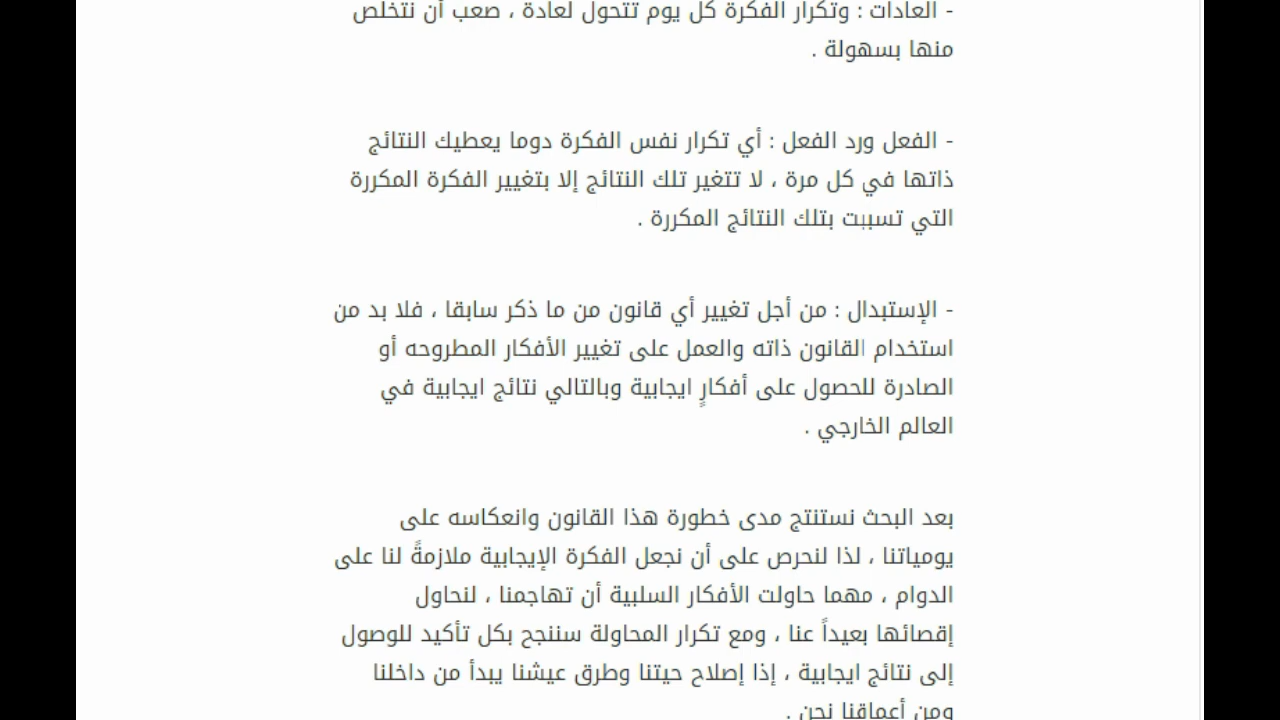 - العادات : وتكرار الفكرة كل يوم تتحول لعادة ، صعب أن نتخلص
منها بسهولة .
- الفعل ورد الفعل : أي تكرار نفس الفكرة دوما يعطيك النتائج
ذاتها في كل مرة ، لا تتغير تلك النتائج إلا بتغيير الفكرة المكررة
التي تسببت بتلك النتائج المكررة .
- الإستبدال : من أجل تغيير أي قانون من ما ذكر سابقا ، فلا بد من
استخدام القانون ذاته والعمل على تغيير الأفكار المطروحه أو
الصادرة للحصول على أفكارٍ ايجابية وبالتالي نتائج ايجابية في
العالم الخارجي .
بعد البحث نستنتج مدى خطورة هذا القانون وانعكاسه على
يومياتنا ، لذا لنحرص على أن نجعل الفكرة الإيجابية ملازمةً لنا على
الدوام ، مهما حاولت الأفكار السلبية أن تهاجمنا ، لنحاول
إقصائها بعيداً عنا ، ومع تكرار المحاولة سننجح بكل تأكيد للوصول
إلى نتائج ايجابية ، إذا إصلاح حيتنا وطرق عيشنا يبدأ من داخلنا
ومن أعماقنا نحن .